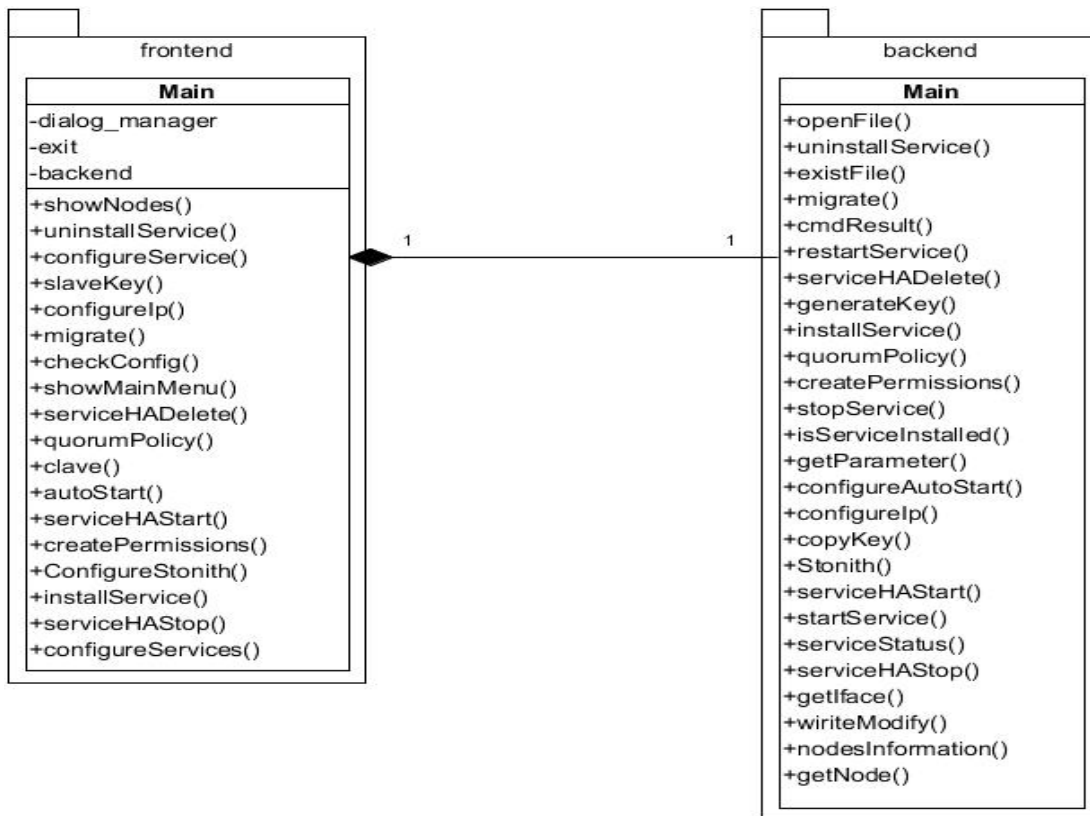 frontend
Main
-dialog_manager
-exit
-backend
+showNodes()
+uninstallService()
+configureService()
+slaveKey()
+configureIp()
+migrate()
+checkConfig()
+showMainMenu()
+serviceHADelete()
+quorumPolicy()
+clave()
+autoStart()
+serviceHAStart()
+createPermissions()
+ConfigureStonith()
+installService()
+serviceHAStop()
+configureServices()
1
1
backend
Main
+openFile()
+uninstallService()
+existFile()
+migrate()
+cmdResult()
+restartService()
+serviceHADelete()
+generateKey()
+installService()
+quorumPolicy()
+createPermissions()
+stopService()
+isServiceInstalled()
+getParameter()
+configureAutoStart()
+configureIp()
+copyKey()
+Stonith()
+serviceHAStart()
+startService()
+serviceStatus()
+serviceHAStop()
+getIface()
+wiriteModify()
+nodesInformation()
+getNode()